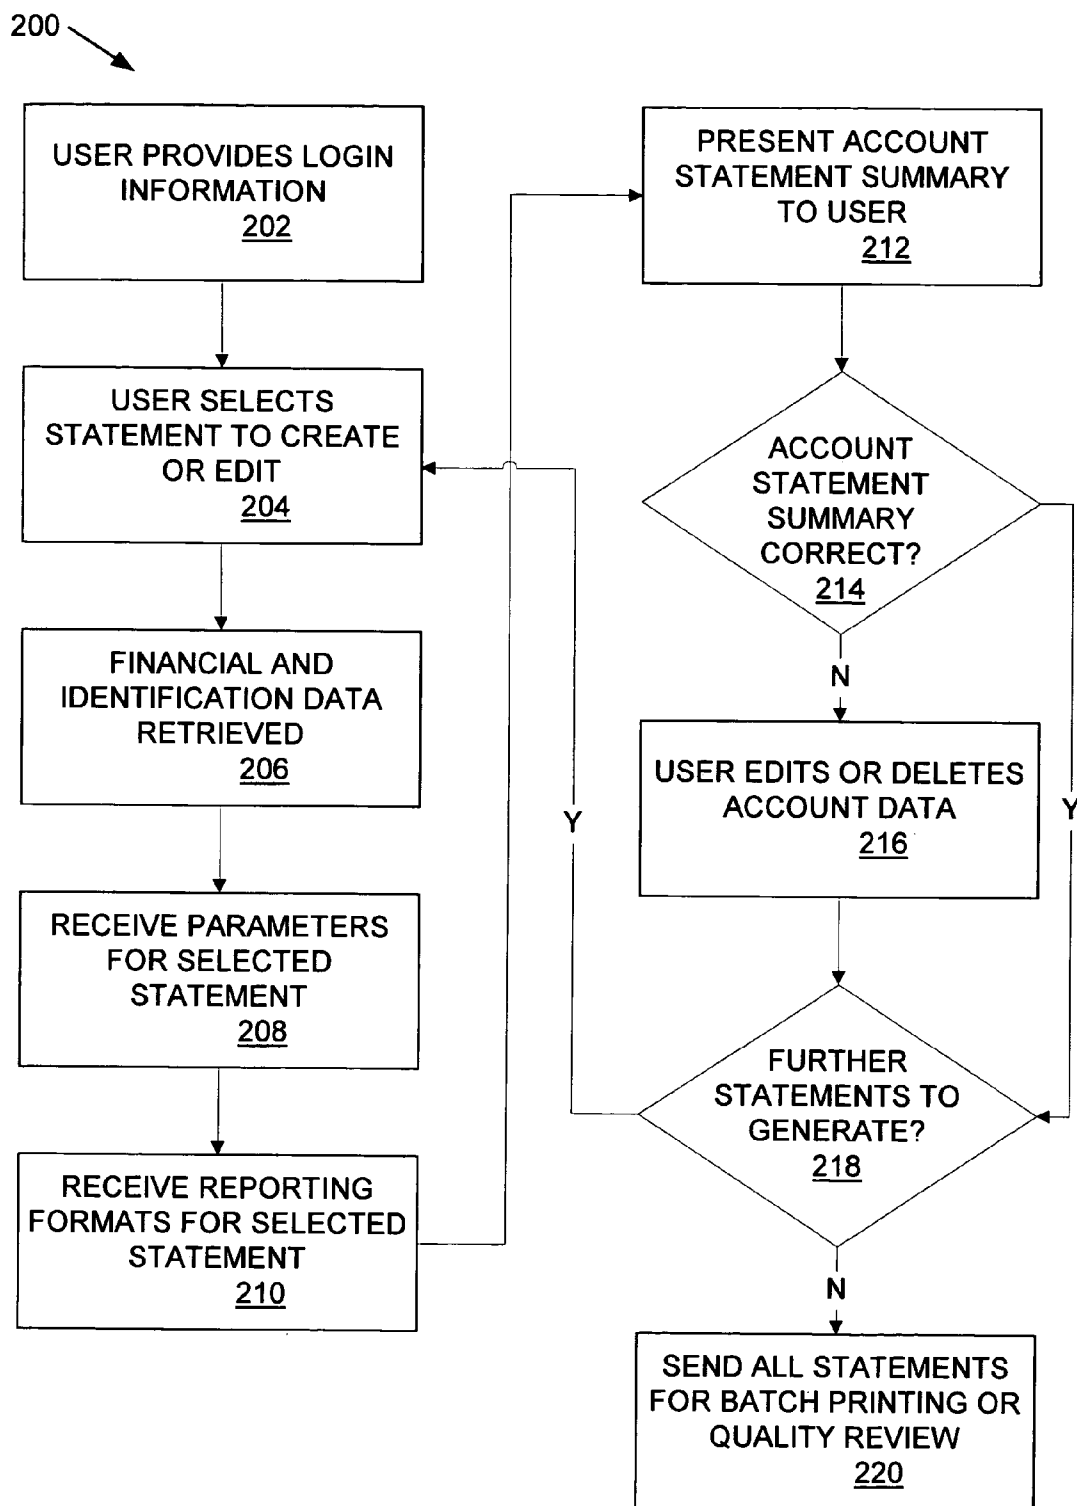 200
USER PROVIDES LOGIN
INFORMATION
202
USER SELECTS
STATEMENT TO CREATE
OR EDIT
204
FINANCIAL AND
IDENTIFICATION DATA
RETRIEVED
206
RECEIVE PARAMETERS
FOR SELECTED
STATEMENT
208
RECEIVE REPORTING
FORMATS FOR SELECTED
STATEMENT
210
PRESENT ACCOUNT
STATEMENT SUMMARY
TO USER
212
ACCOUNT
STATEMENT
SUMMARY
CORRECT?
214
N
Y
USER EDITS OR DELETES
ACCOUNT DATA
216
FURTHER
STATEMENTS TO
GENERATE?
218
Y
N
SEND ALL STATEMENTS
FOR BATCH PRINTING OR
QUALITY REVIEW
220